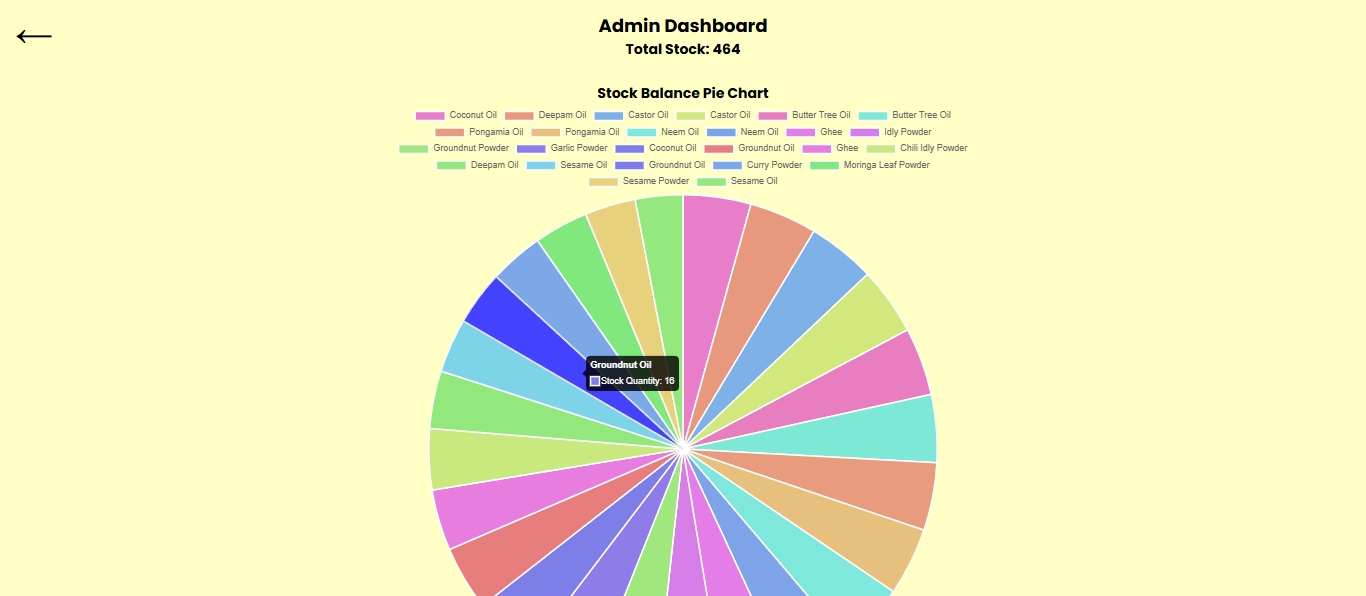 ←
Admin Dashboard
Total Stock: 464
Stock Balance Pie Chart
Coconut Oil Deepam Oil Castor Oil Castor Oil Butter Tree Oil Butter Tree Oil
Pongamia Oil Pongamia Oil Neem Oil Neem Oil Ghee Idly Powder
Groundnut Powder Garlic Powder Coconut Oil Groundnut Oil Ghee Chili Idly Powder
Deepam Oil Sesame Oil Groundnut Oil Curry Powder Moringa Leaf Powder
Sesame Powder Sesame Oil
Groundnut Oil
Stock Quantity: 16